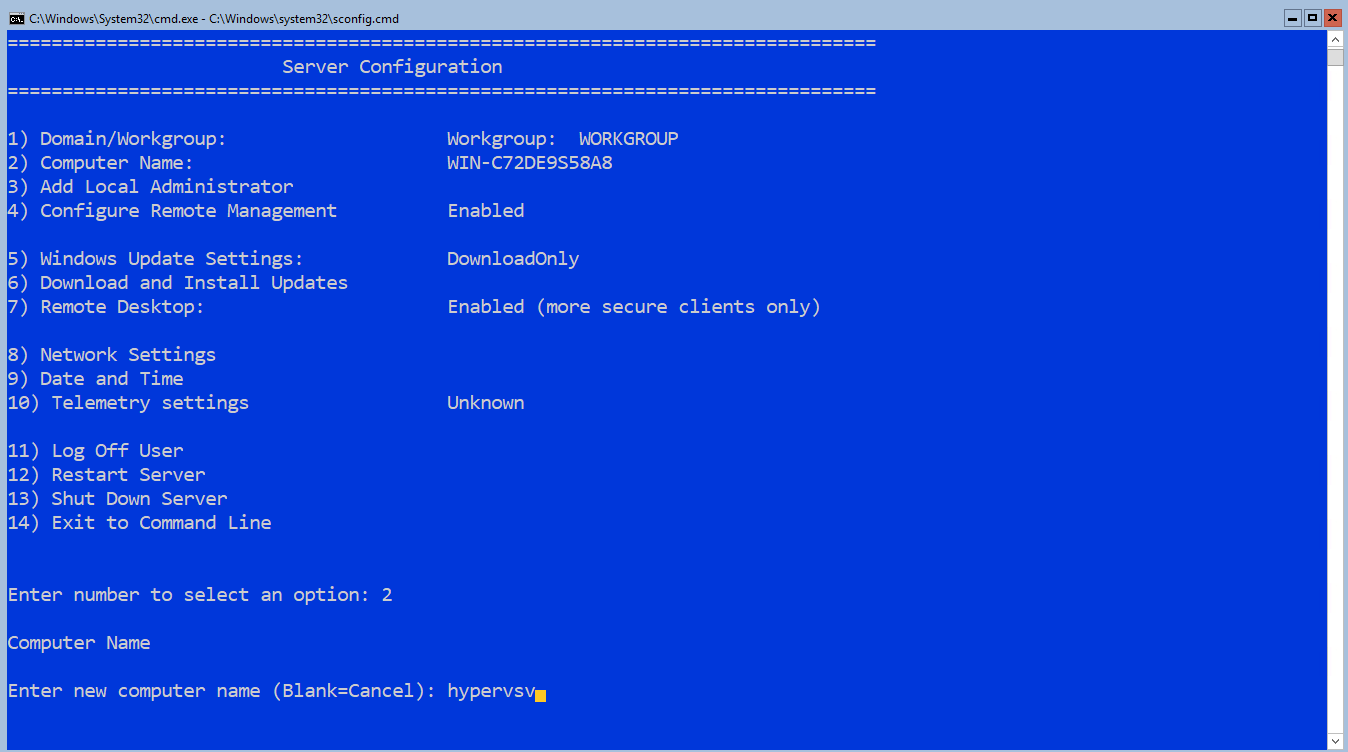 C:\Windows\System32\cmd.exe - C:\Windows\system32\sconfig.cmd
===============================================================================
Server Configuration
===============================================================================
1) Domain/Workgroup: Workgroup: WORKGROUP
2) Computer Name: WIN-C72DE9S58A8
3) Add Local Administrator
4) Configure Remote Management Enabled
5) Windows Update Settings: DownloadOnly
6) Download and Install Updates
7) Remote Desktop: Enabled (more secure clients only)
8) Network Settings
9) Date and Time
10) Telemetry settings Unknown
11) Log Off User
12) Restart Server
13) Shut Down Server
14) Exit to Command Line
Enter number to select an option: 2
Computer Name
Enter new computer name (Blank=Cancel): hypervsv